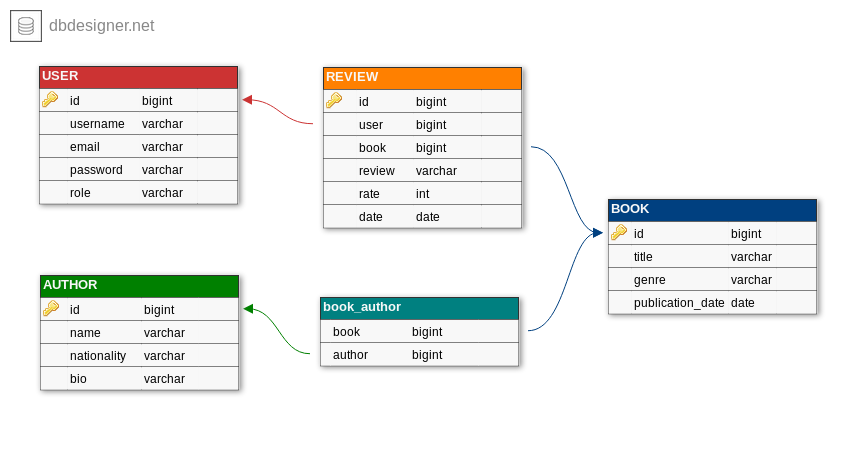 dbdesigner.net
USER
id bigint
username varchar
email varchar
password varchar
role varchar
REVIEW
id bigint
user bigint
book bigint
review varchar
rate int
date date
BOOK
id bigint
title varchar
genre varchar
publication_date date
AUTHOR
id bigint
name varchar
nationality varchar
bio varchar
book_author
book bigint
author bigint